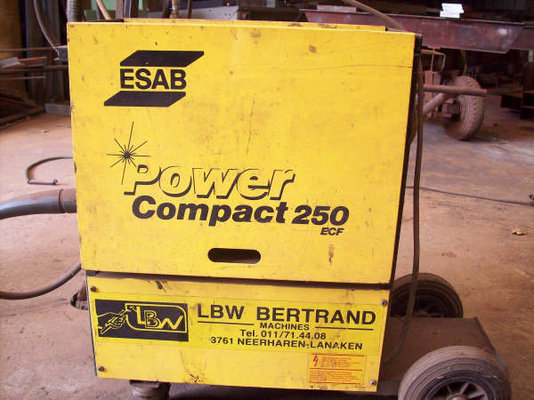 ESAB
Power
Compact 250
ECF
LBW
LBW BERTRAND
MACHINES
Tel. 011/71.44.08
3761 NEERHAREN-LANAKEN